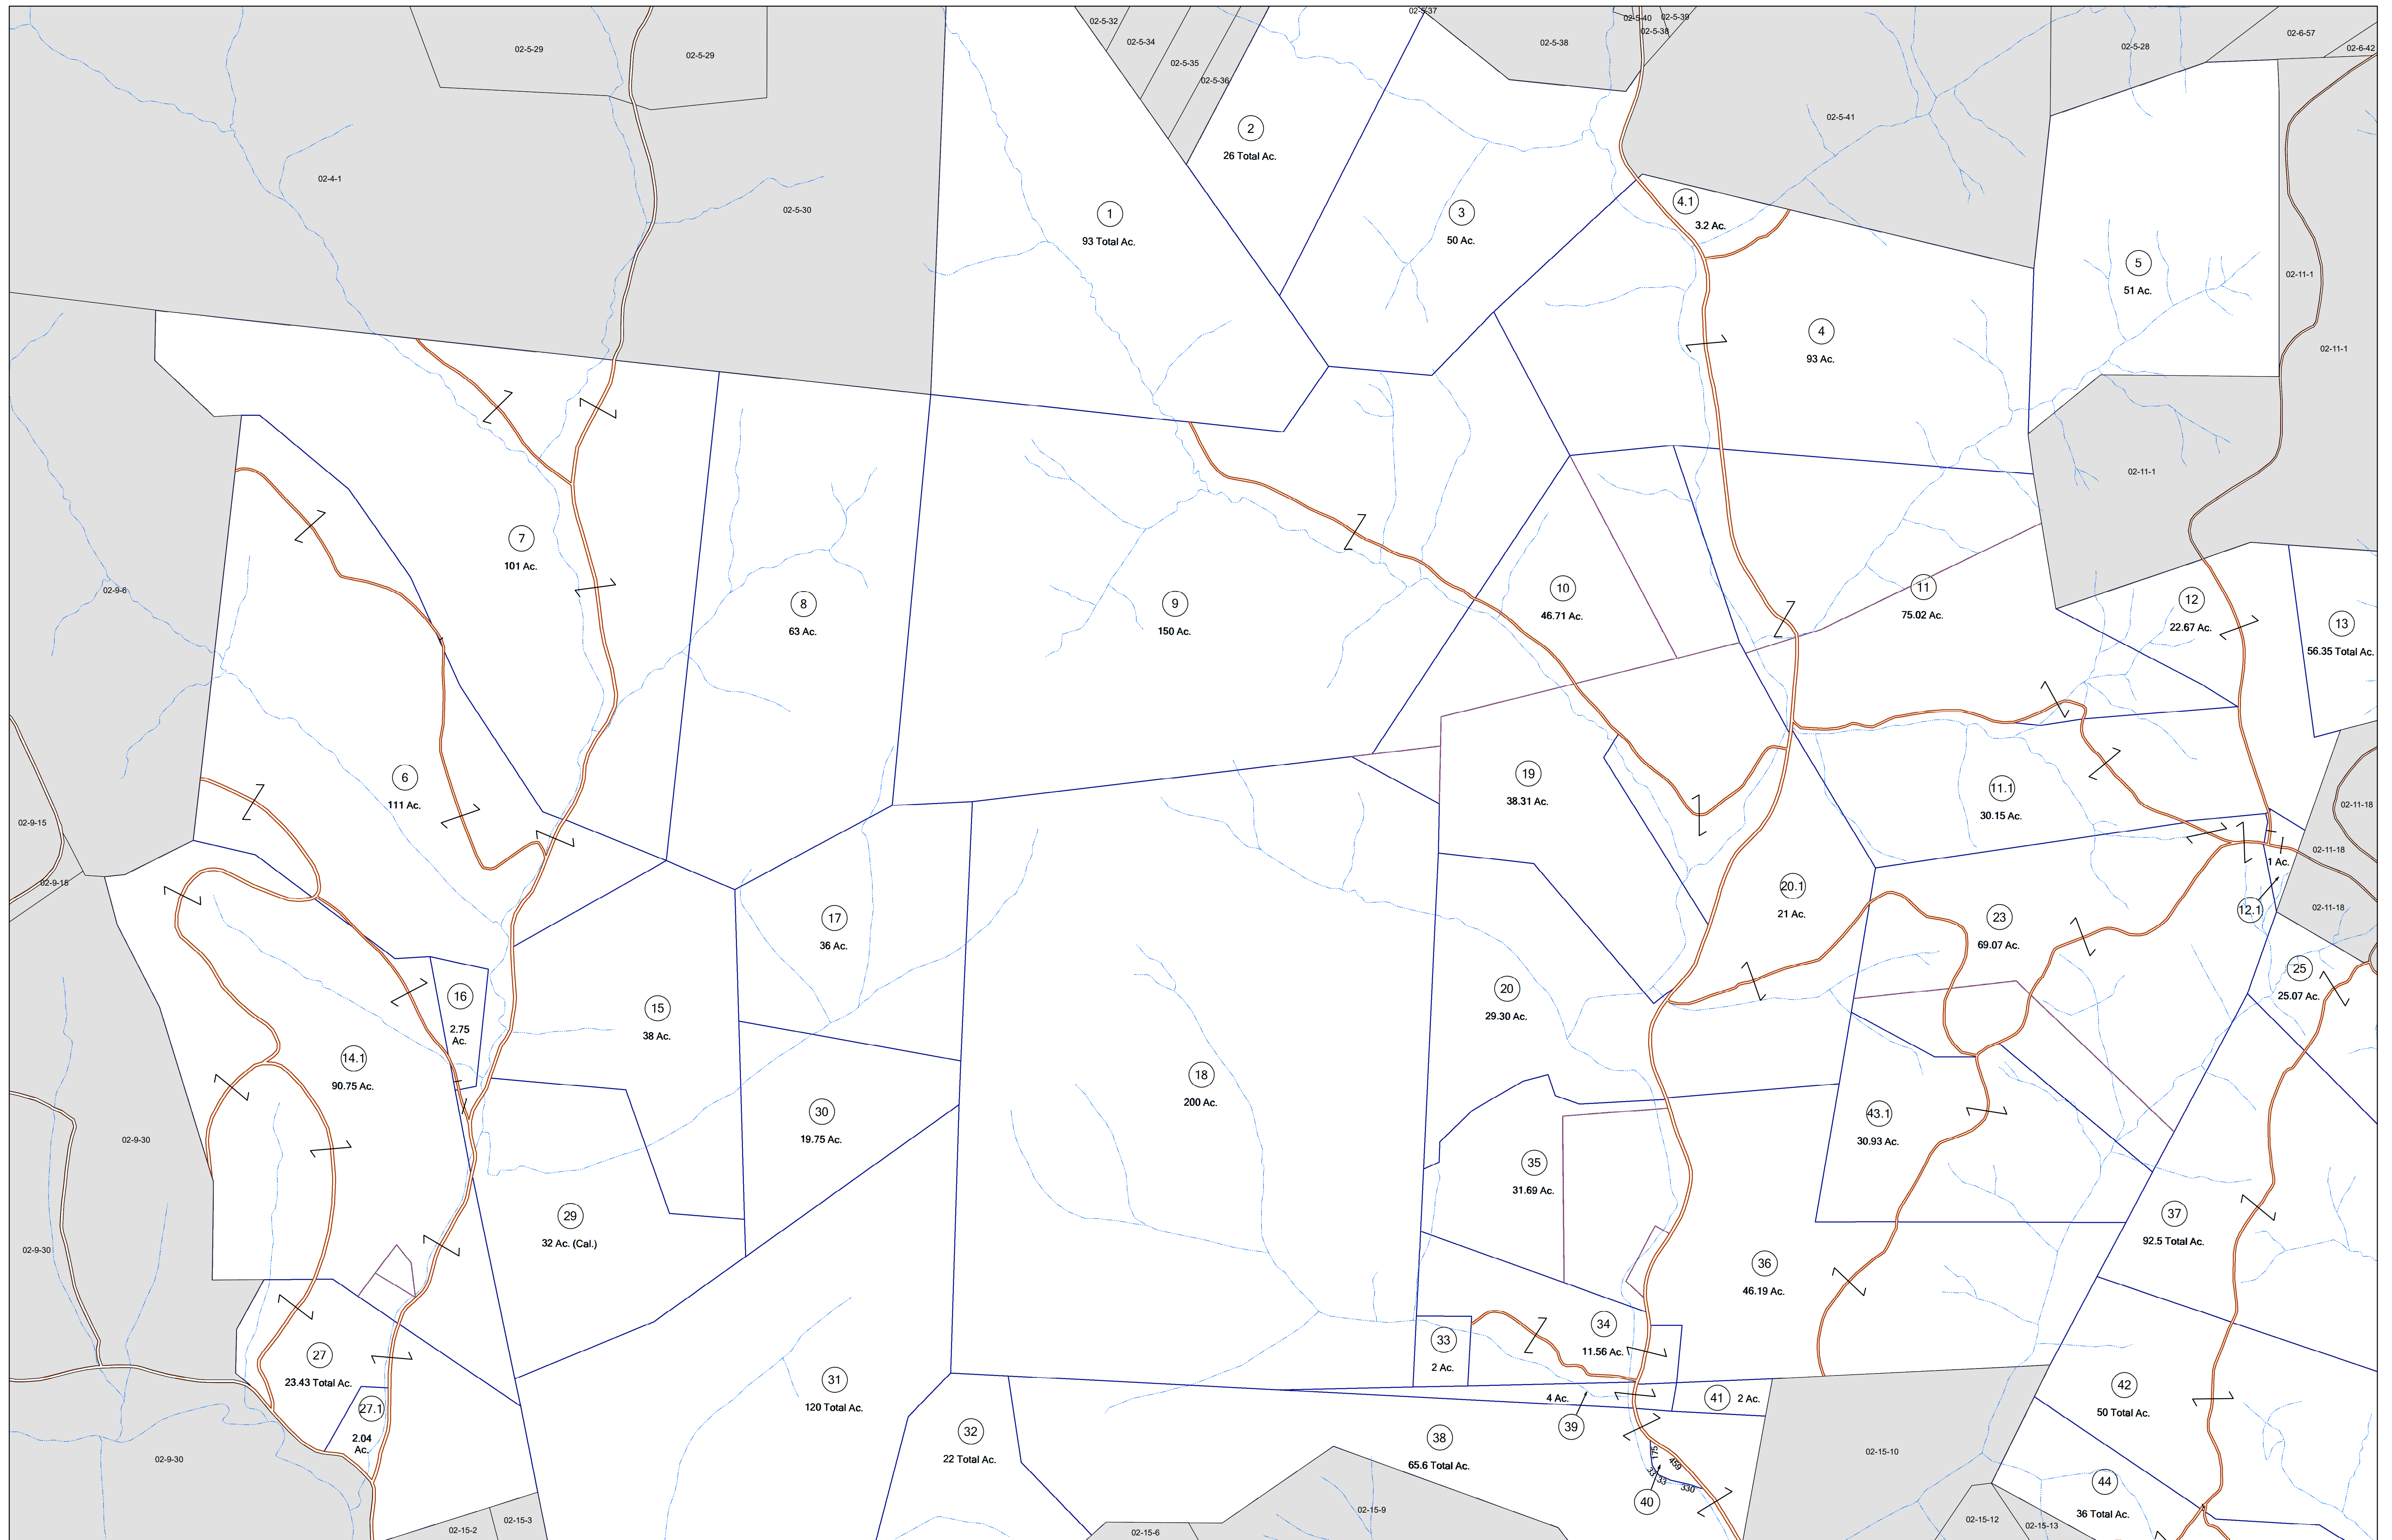 02-5-37
02-5-32
02-5-40
02-5-39
02-5-38
02-5-34
02-5-38
02-5-29
02-5-29
02-5-35
02-5-36
02-5-28
02-6-57
02-6-42
02-5-41
2
26 Total Ac.
02-4-1
02-5-30
1
93 Total Ac.
3
50 Ac.
4.1
3.2 Ac.
5
51 Ac.
02-11-1
4
93 Ac.
02-11-1
02-11-1
7
101 Ac.
02-9-6
8
63 Ac.
9
150 Ac.
10
46.71 Ac.
11
75.02 Ac.
12
22.67 Ac.
13
56.35 Total Ac.
6
111 Ac.
19
38.31 Ac.
11.1
30.15 Ac.
02-11-18
02-9-15
02-11-18
1 Ac.
02-9-15
20.1
21 Ac.
17
36 Ac.
23
69.07 Ac.
12.1
02-11-18
25
25.07 Ac.
16
2.75
Ac.
15
38 Ac.
20
29.30 Ac.
14.1
90.75 Ac.
18
200 Ac.
30
19.75 Ac.
43.1
30.93 Ac.
02-9-30
35
31.69 Ac.
29
32 Ac. (Cal.)
37
92.5 Total Ac.
02-9-30
36
46.19 Ac.
27
23.43 Total Ac.
33
2 Ac.
34
11.56 Ac.
31
120 Total Ac.
42
50 Total Ac.
27.1
2.04
Ac.
4 Ac.
39
41
2 Ac.
32
22 Total Ac.
38
65.6 Total Ac.
02-9-30
175
459
33
33
330
40
02-15-10
44
36 Total Ac.
02-15-9
02-15-2
02-15-3
02-15-6
02-15-12
02-15-13